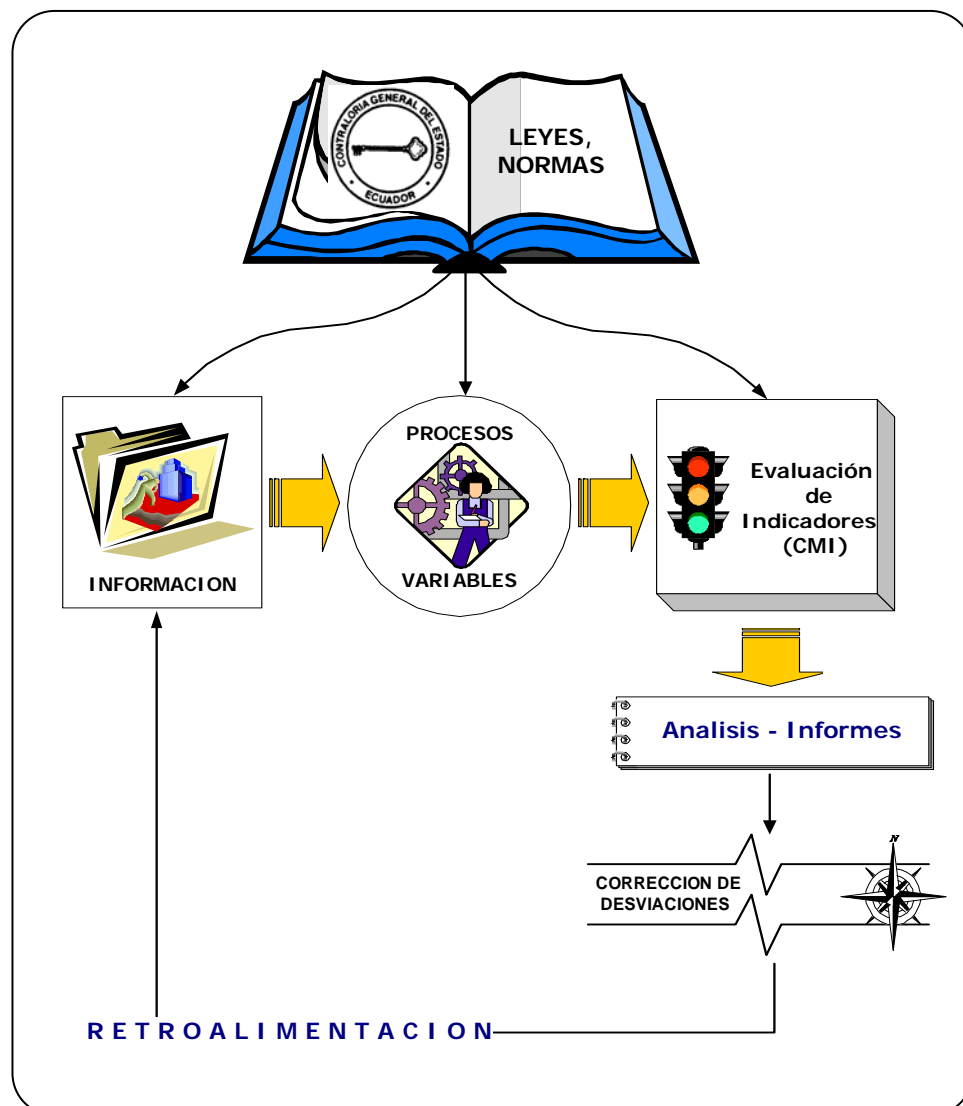 CONTRALORIA GENERAL DEL ESTADO
ECUADOR
LEYES,
NORMAS
INFORMACION
PROCESOS
VARIABLES
Evaluación
de
Indicadores
(CMI)
Analisis - Informes
N
CORRECCION DE
DESVIACIONES
RETROALIMENTACION